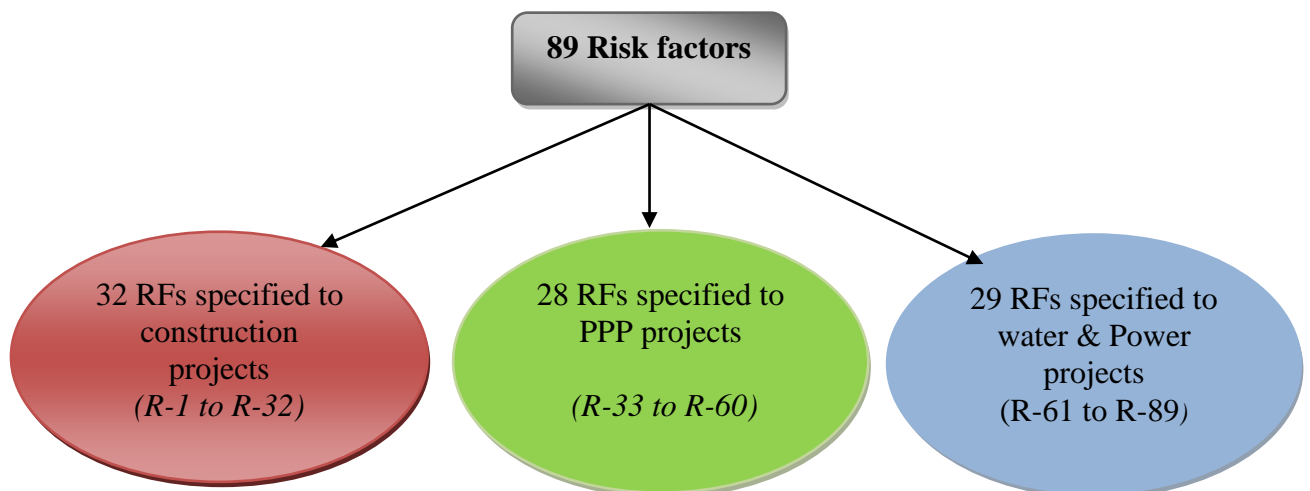 89 Risk factors
32 RFs specified to
construction
projects
(R-1 to R-32)
28 RFs specified to
PPP projects
(R-33 to R-60)
29 RFs specified to
water & Power
projects
(R-61 to R-89)